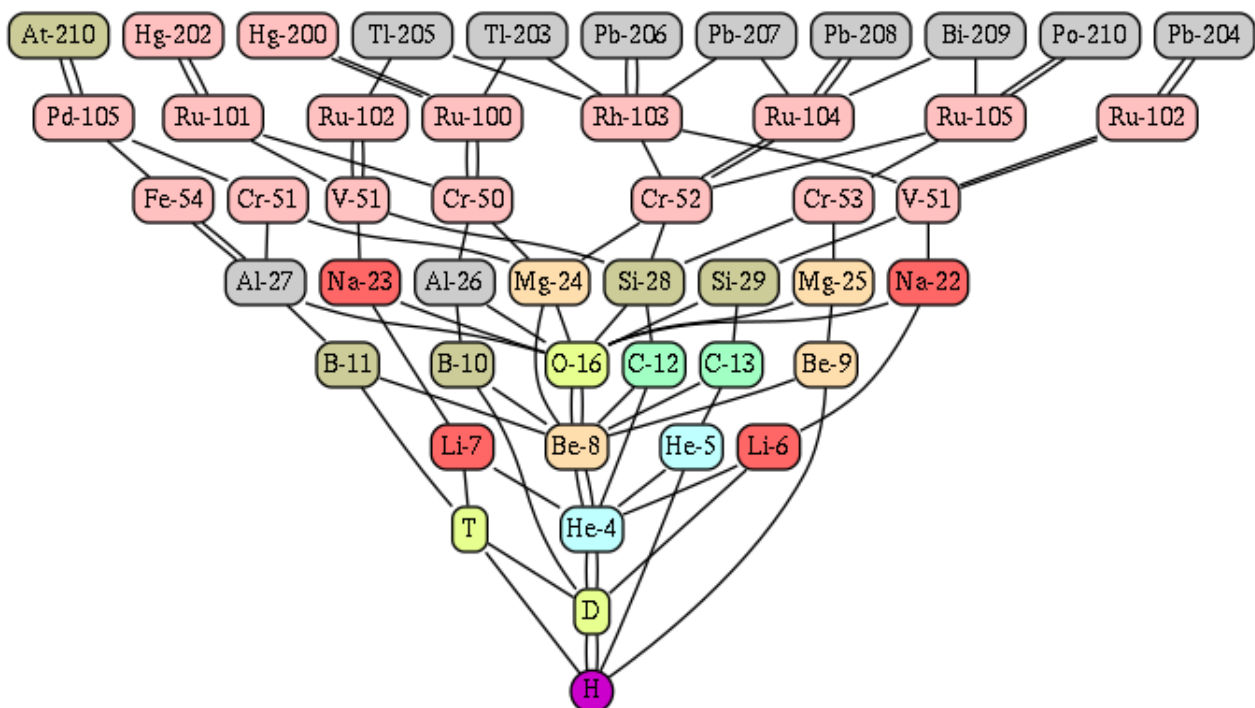 At-210 Hg-202 Hg-200 Tl-205 Tl-203 Pb-206 Pb-207 Pb-208 Bi-209 Po-210 Pb-204
Pd-105 Ru-101 Ru-102 Ru-100 Rh-103 Ru-104 Ru-105 Ru-102
Fe-54 Cr-51 V-51 Cr-50 Cr-52 Cr-53 V-51
Al-27 Na-23 Al-26 Mg-24 Si-28 Si-29 Mg-25 Na-22
B-11 B-10 O-16 C-12 C-13 Be-9
Li-7 Be-8 He-5 Li-6
T He-4
D
H